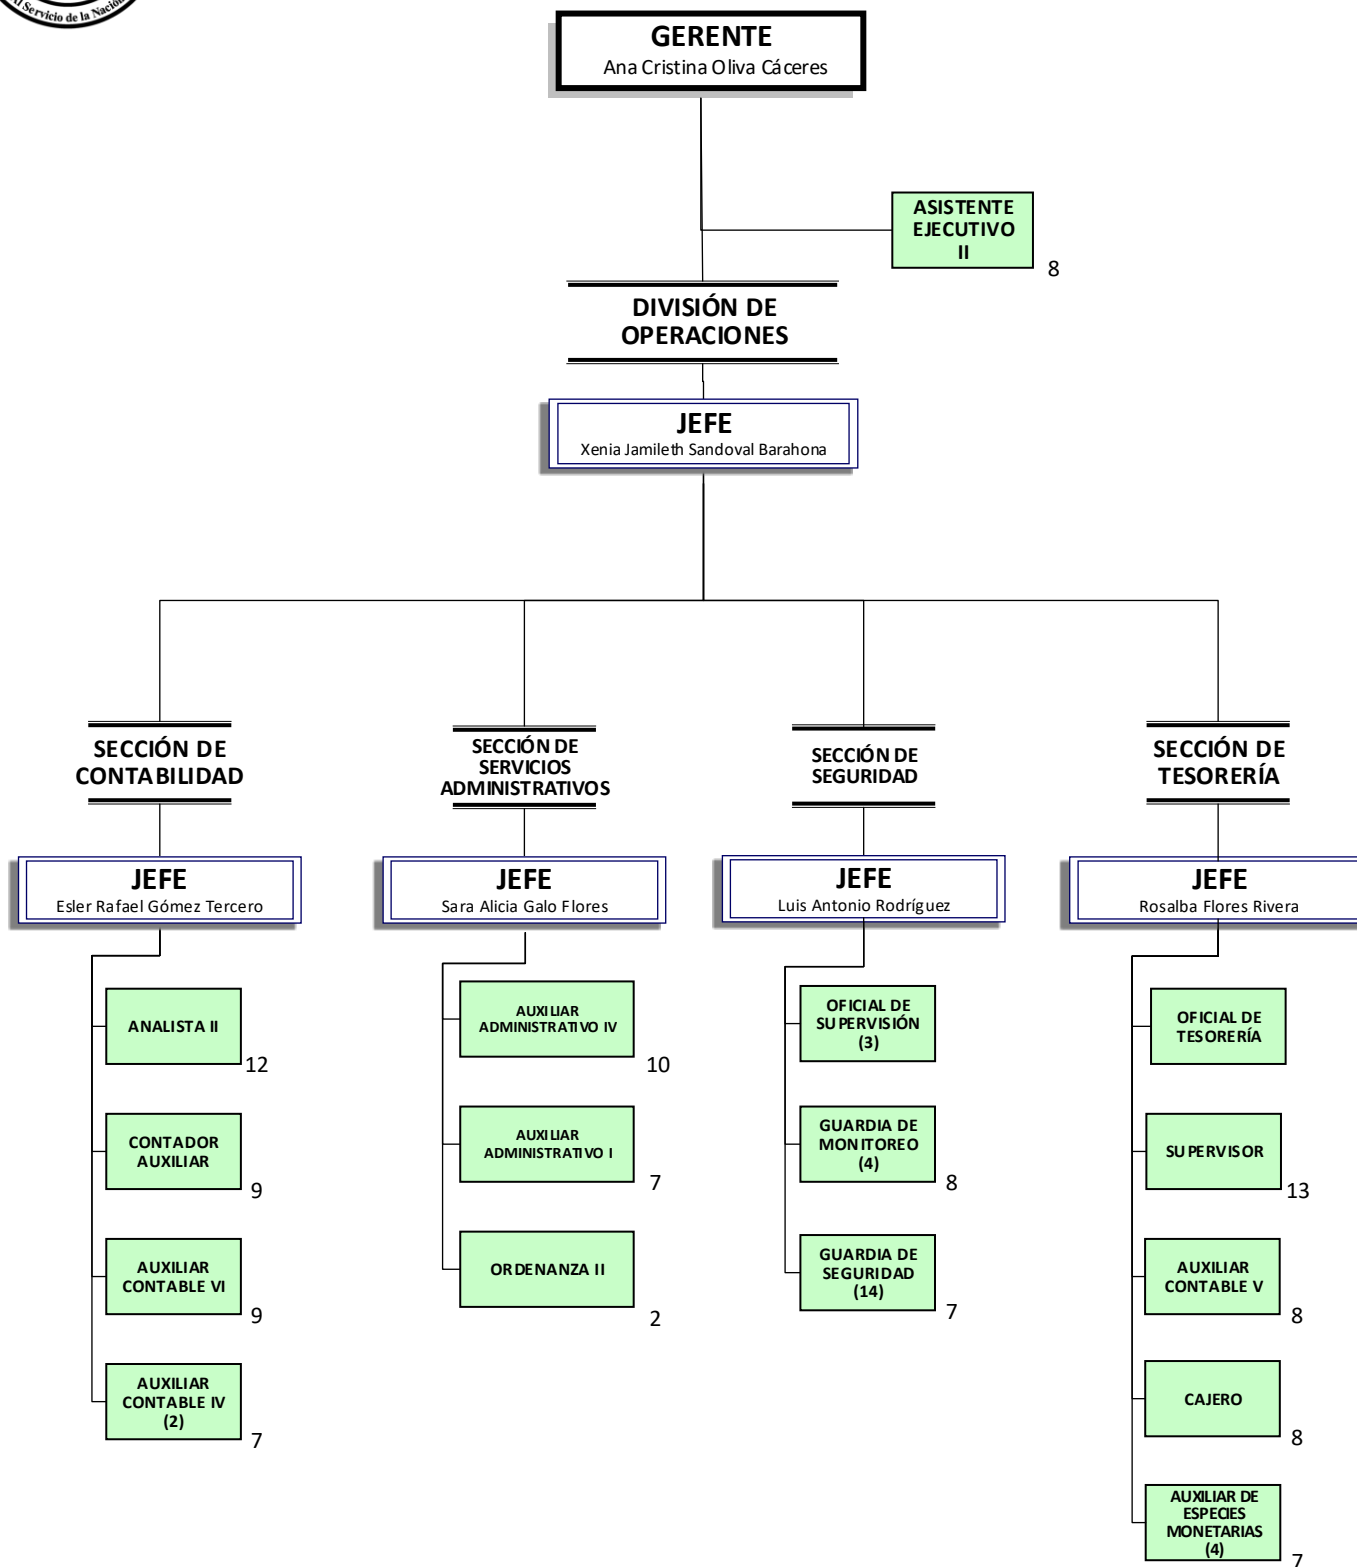 Al Servicio de la Nación
GERENTE
Ana Cristina Oliva Cáceres
ASISTENTE
EJECUTIVO
II
8
DIVISIÓN DE
OPERACIONES
JEFE
Xenia Jamileth Sandoval Barahona
SECCIÓN DE
CONTABILIDAD
JEFE
Esler Rafael Gómez Tercero
ANALISTA II
12
CONTADOR
AUXILIAR
9
AUXILIAR
CONTABLE VI
9
AUXILIAR
CONTABLE IV
(2)
7
SECCIÓN DE
SERVICIOS
ADMINISTRATIVOS
JEFE
Sara Alicia Galo Flores
AUXILIAR
ADMINISTRATIVO IV
10
AUXILIAR
ADMINISTRATIVO I
7
ORDENANZA II
2
SECCIÓN DE
SEGURIDAD
JEFE
Luis Antonio Rodríguez
OFICIAL DE
SUPERVISIÓN
(3)
GUARDIA DE
MONITOREO
(4)
8
GUARDIA DE
SEGURIDAD
(14)
7
SECCIÓN DE
TESORERÍA
JEFE
Rosalba Flores Rivera
OFICIAL DE
TESORERÍA
SUPERVISOR
13
AUXILIAR
CONTABLE V
8
CAJERO
8
AUXILIAR DE
ESPECIES
MONETARIAS
(4)
7